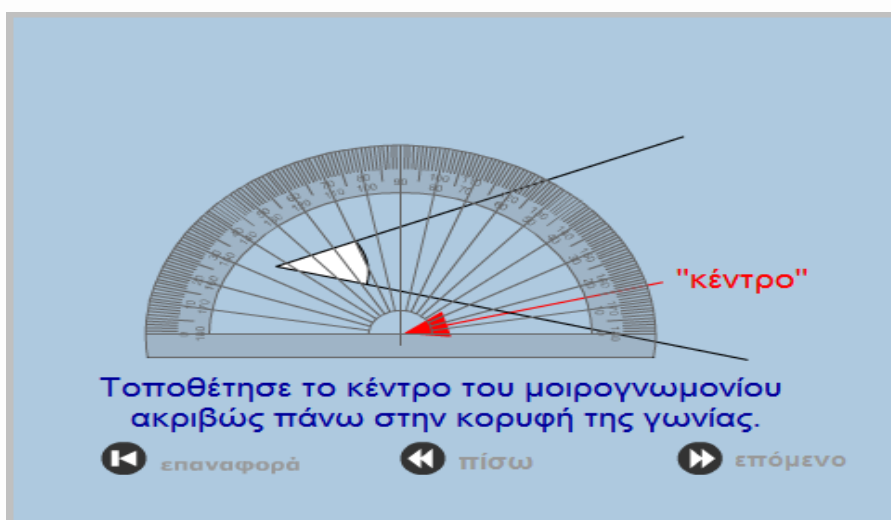 "κέντρο"
Τοποθέτησε το κέντρο του μοιρογνωμονίου
ακριβώς πάνω στην κορυφή της γωνίας.
επαναφορά πίσω επόμενο